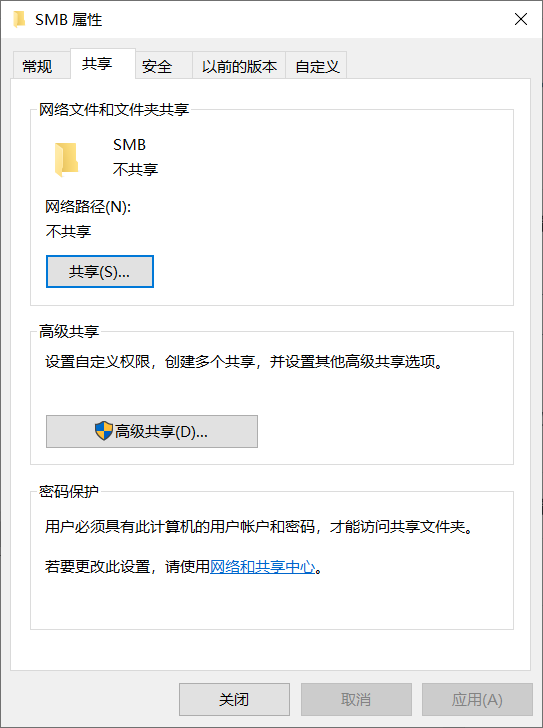 SMB 属性
常规
共享
安全
以前的版本
自定义
网络文件和文件夹共享
SMB
不共享
网络路径(N):
不共享
共享(S)...
高级共享
设置自定义权限，创建多个共享，并设置其他高级共享选项。
高级共享(D)...
密码保护
用户必须具有此计算机的用户帐户和密码，才能访问共享文件夹。
若要更改此设置，请使用网络和共享中心。
关闭
取消
应用(A)